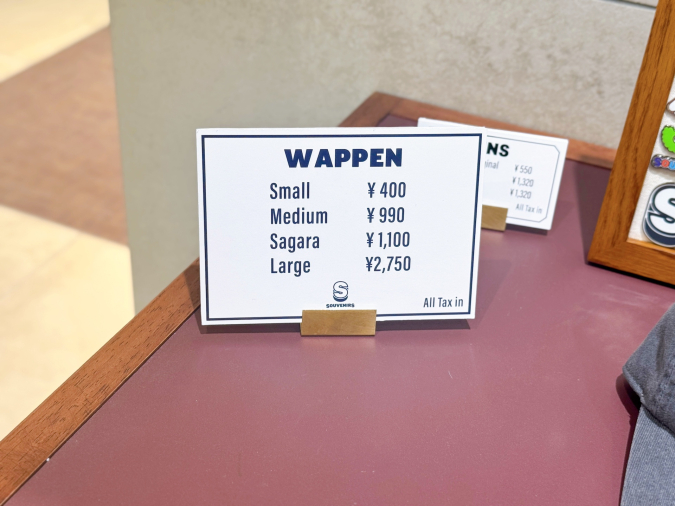 WAPPEN
Small ¥ 400
Medium ¥ 990
Sagara ¥ 1,100
Large ¥2,750
S
SOUVENIRS
All Tax in
NS
inal ¥ 550
¥ 1,320
¥ 1,320
All Tax in
S